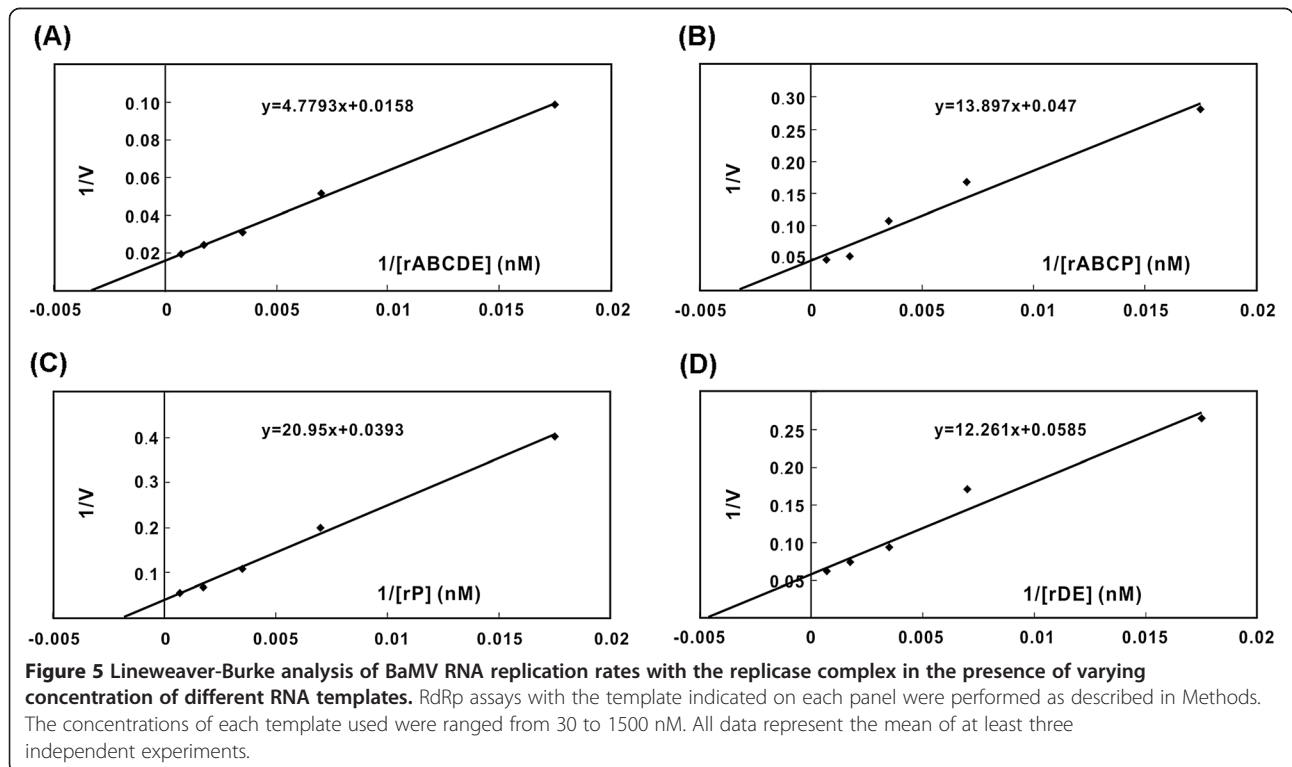 (A)
y=4.7793x+0.0158
0.10
0.08
0.06
0.04
0.02
1/V
1/[rABCDE] (nM)
-0.005 0 0.005 0.01 0.015 0.02
(B)
y=13.897x+0.047
0.30
0.25
0.20
0.15
0.10
0.05
1/V
1/[rABCP] (nM)
-0.005 0 0.005 0.01 0.015 0.02
(C)
y=20.95x+0.0393
0.4
0.3
0.2
0.1
1/V
1/[rP] (nM)
-0.005 0 0.005 0.01 0.015 0.02
(D)
y=12.261x+0.0585
0.25
0.20
0.15
0.10
0.05
1/V
1/[rDE] (nM)
-0.005 0 0.005 0.01 0.015 0.02
Figure 5 Lineweaver-Burke analysis of BaMV RNA replication rates with the replicase complex in the presence of varying
concentration of different RNA templates. RdRp assays with the template indicated on each panel were performed as described in Methods.
The concentrations of each template used were ranged from 30 to 1500 nM. All data represent the mean of at least three
independent experiments.